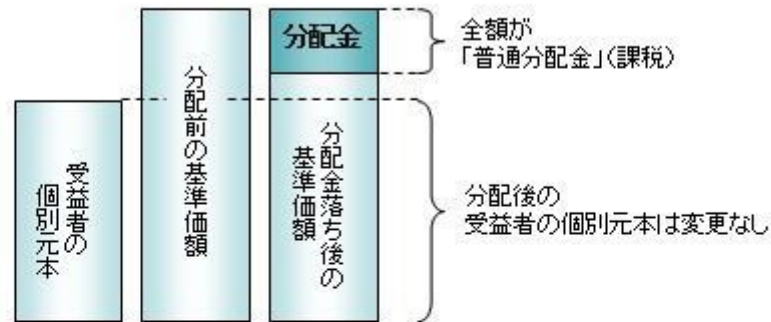 受益者の
個別元本
分配前の基準価額
分配金
分配金落ち後の
基準価額
全額が
「普通分配金」(課税)
分配後の
受益者の個別元本は変更なし